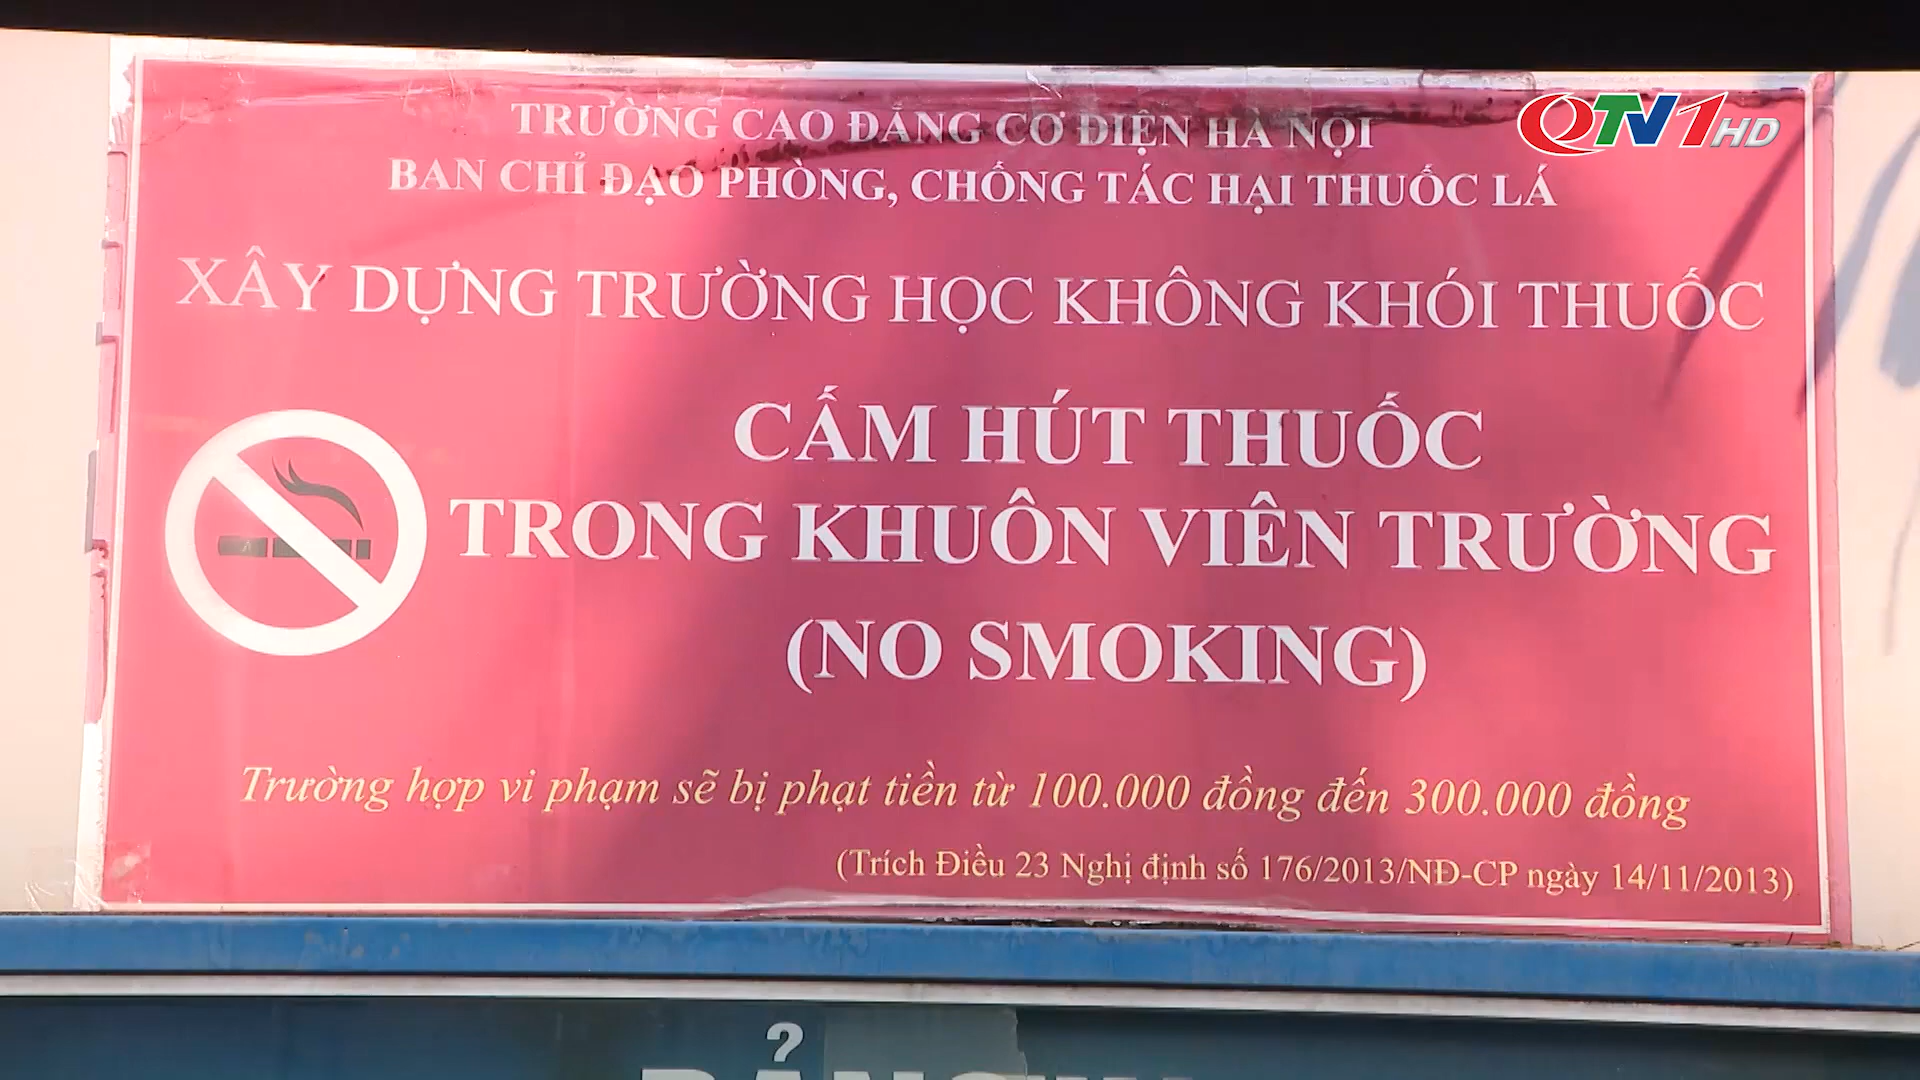 QTV1HD
TRƯỜNG CAO ĐẲNG CƠ ĐIỆN HÀ NỘI
BAN CHỈ ĐẠO PHÒNG, CHỐNG TÁC HẠI THUỐC LÁ
XÂY DỰNG TRƯỜNG HỌC KHÔNG KHÓI THUỐC
CẤM HÚT THUỐC
TRONG KHUÔN VIÊN TRƯỜNG
(NO SMOKING)
Trường hợp vi phạm sẽ bị phạt tiền từ 100.000 đồng đến 300.000 đồng
(Trích Điều 23 Nghị định số 176/2013/NĐ-CP ngày 14/11/2013)